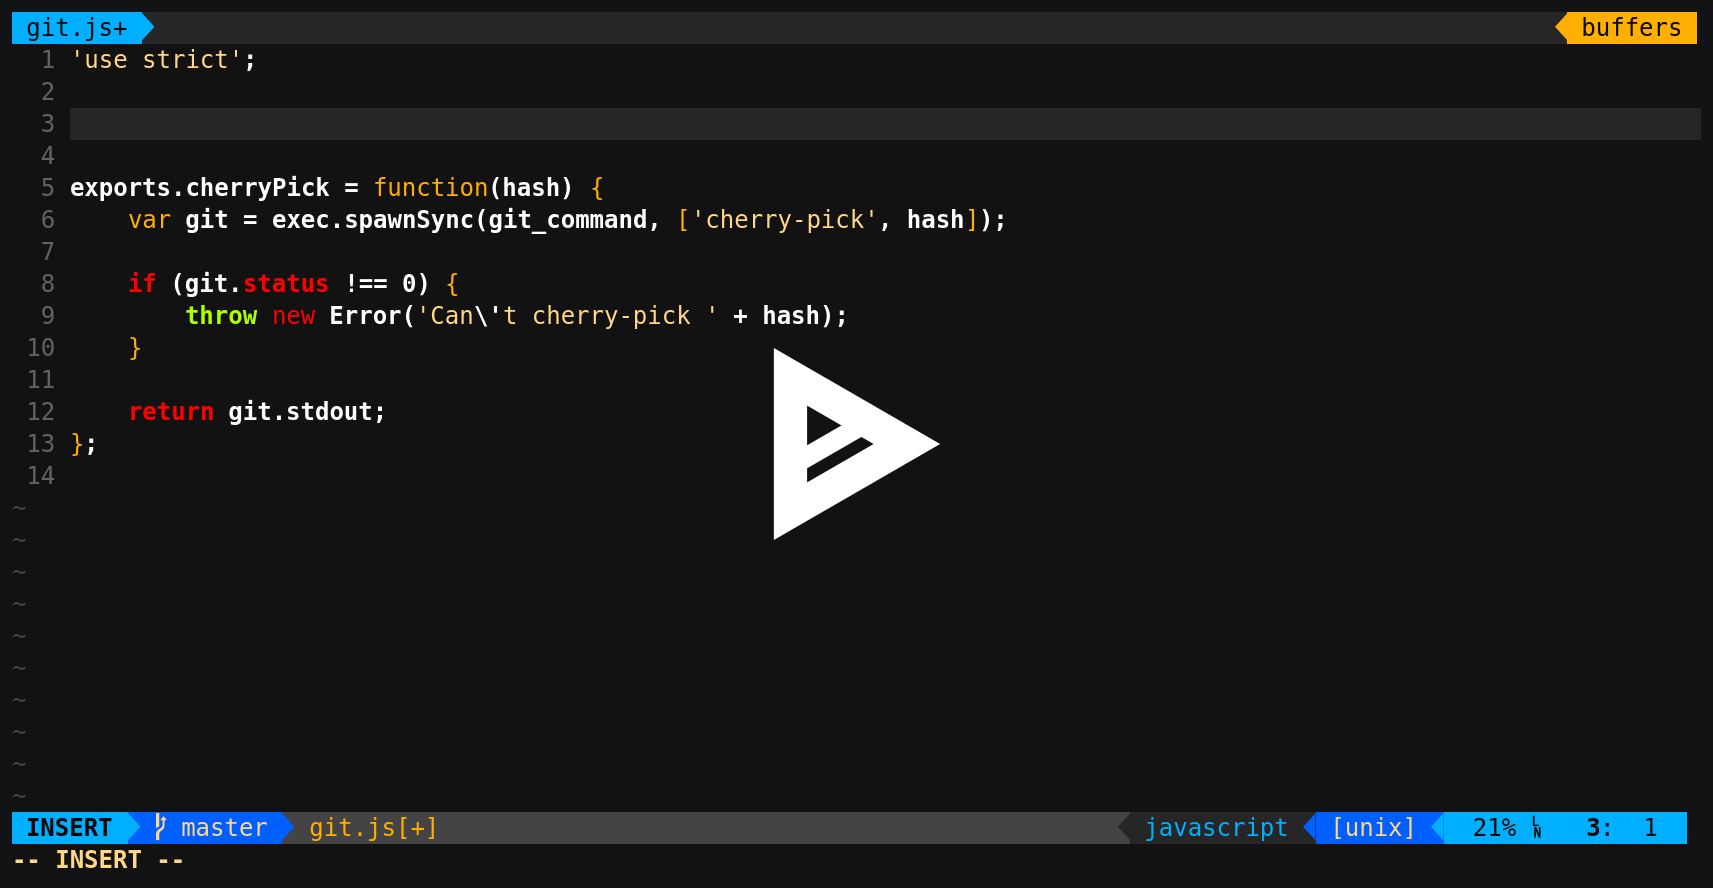 git.js+ buffers
1 'use strict';
2
3
4
5 exports.cherryPick = function(hash) {
6     var git = exec.spawnSync(git_command, ['cherry-pick', hash]);
7
8     if (git.status !== 0) {
9         throw new Error('Can\'t cherry-pick ' + hash);
10     }
11
12     return git.stdout;
13 };
14
~
~
~
~
~
~
~
~
~
~
INSERT master git.js[+] javascript [unix] 21% LN 3: 1
-- INSERT --